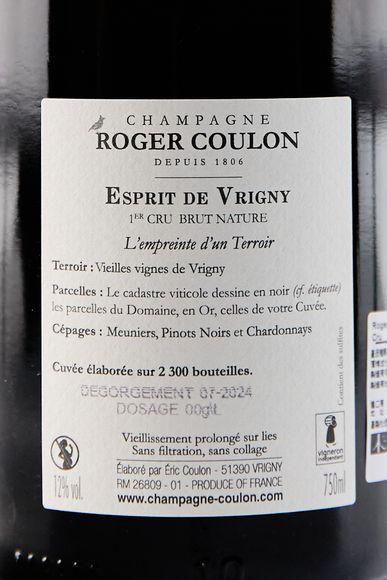 CHAMPAGNE
ROGER COULON
DEPUIS 1806
ESPRIT DE VRIGNY
1ER CRU BRUT NATURE
L'empreinte d'un Terroir
Terroir : Vieilles vignes de Vrigny
Parcelles : Le cadastre viticole dessine en noir (cf. étiquette)
les parcelles du Domaine, en Or, celles de votre Cuvée.
Cépages : Meuniers, Pinots Noirs et Chardonnays
Cuvée élaborée sur 2 300 bouteilles.
DEGORGEMENT 07-2024
DOSAGE 00g\L
Contient des sulfites
Vieillissement prolongé sur lies
Sans filtration, sans collage
vigneron
indépendant
Élaboré par Éric Coulon - 51390 VRIGNY
RM 26809 - 01 - PRODUCE OF FRANCE
12% vol.
www.champagne-coulon.com
750ml